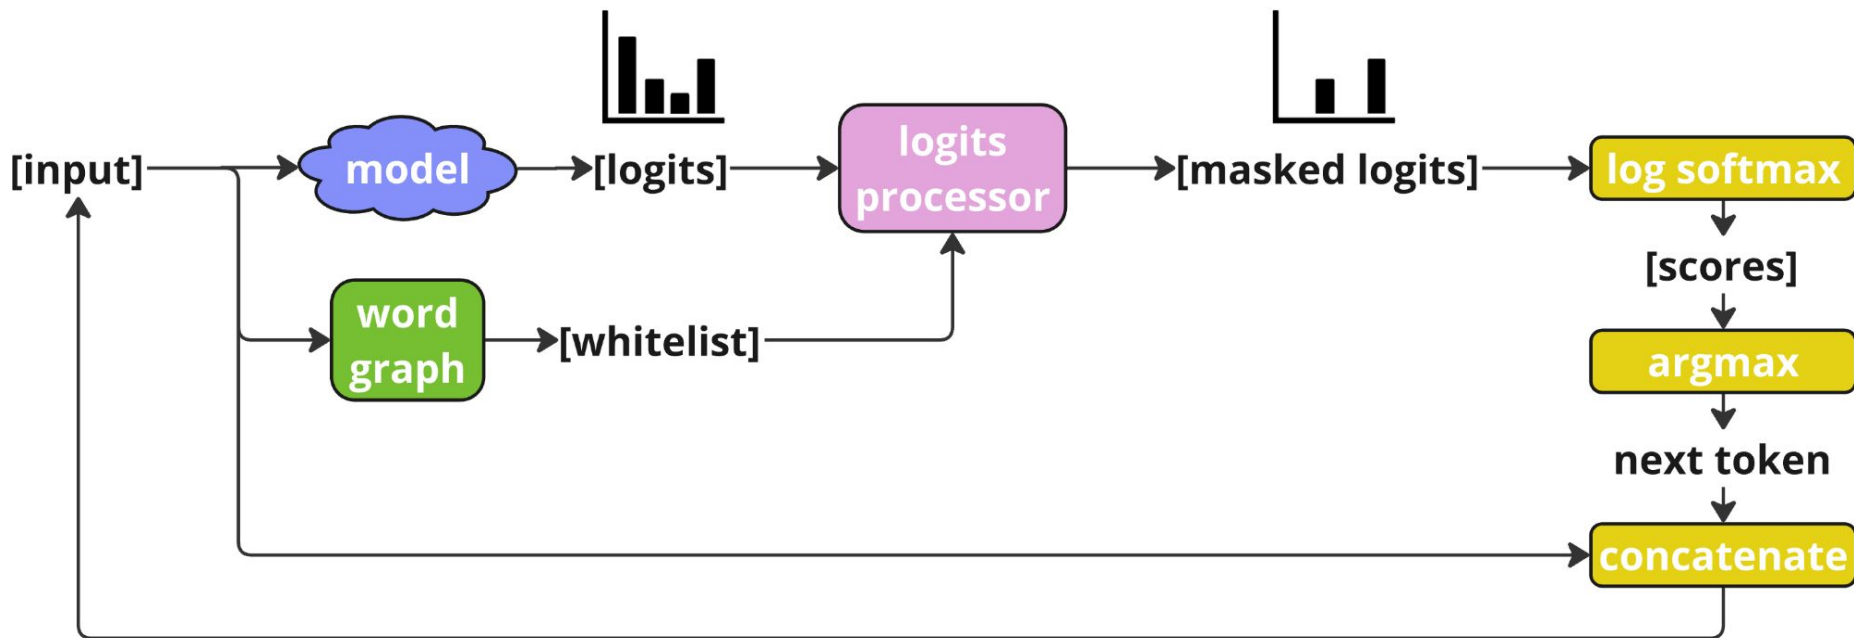 [input]
model
[logits]
logits
processor
[masked logits]
log softmax
[scores]
word
graph
[whitelist]
argmax
next token
concatenate